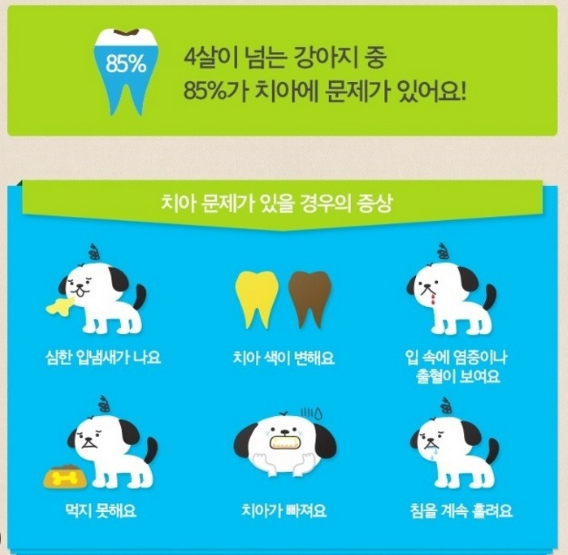 85%
4살이 넘는 강아지 중
85%가 치아에 문제가 있어요!
치아 문제가 있을 경우의 증상
심한 입냄새가 나요
치아 색이 변해요
입 속에 염증이나
출혈이 보여요
먹지 못해요
치아가 빠져요
침을 계속 흘려요